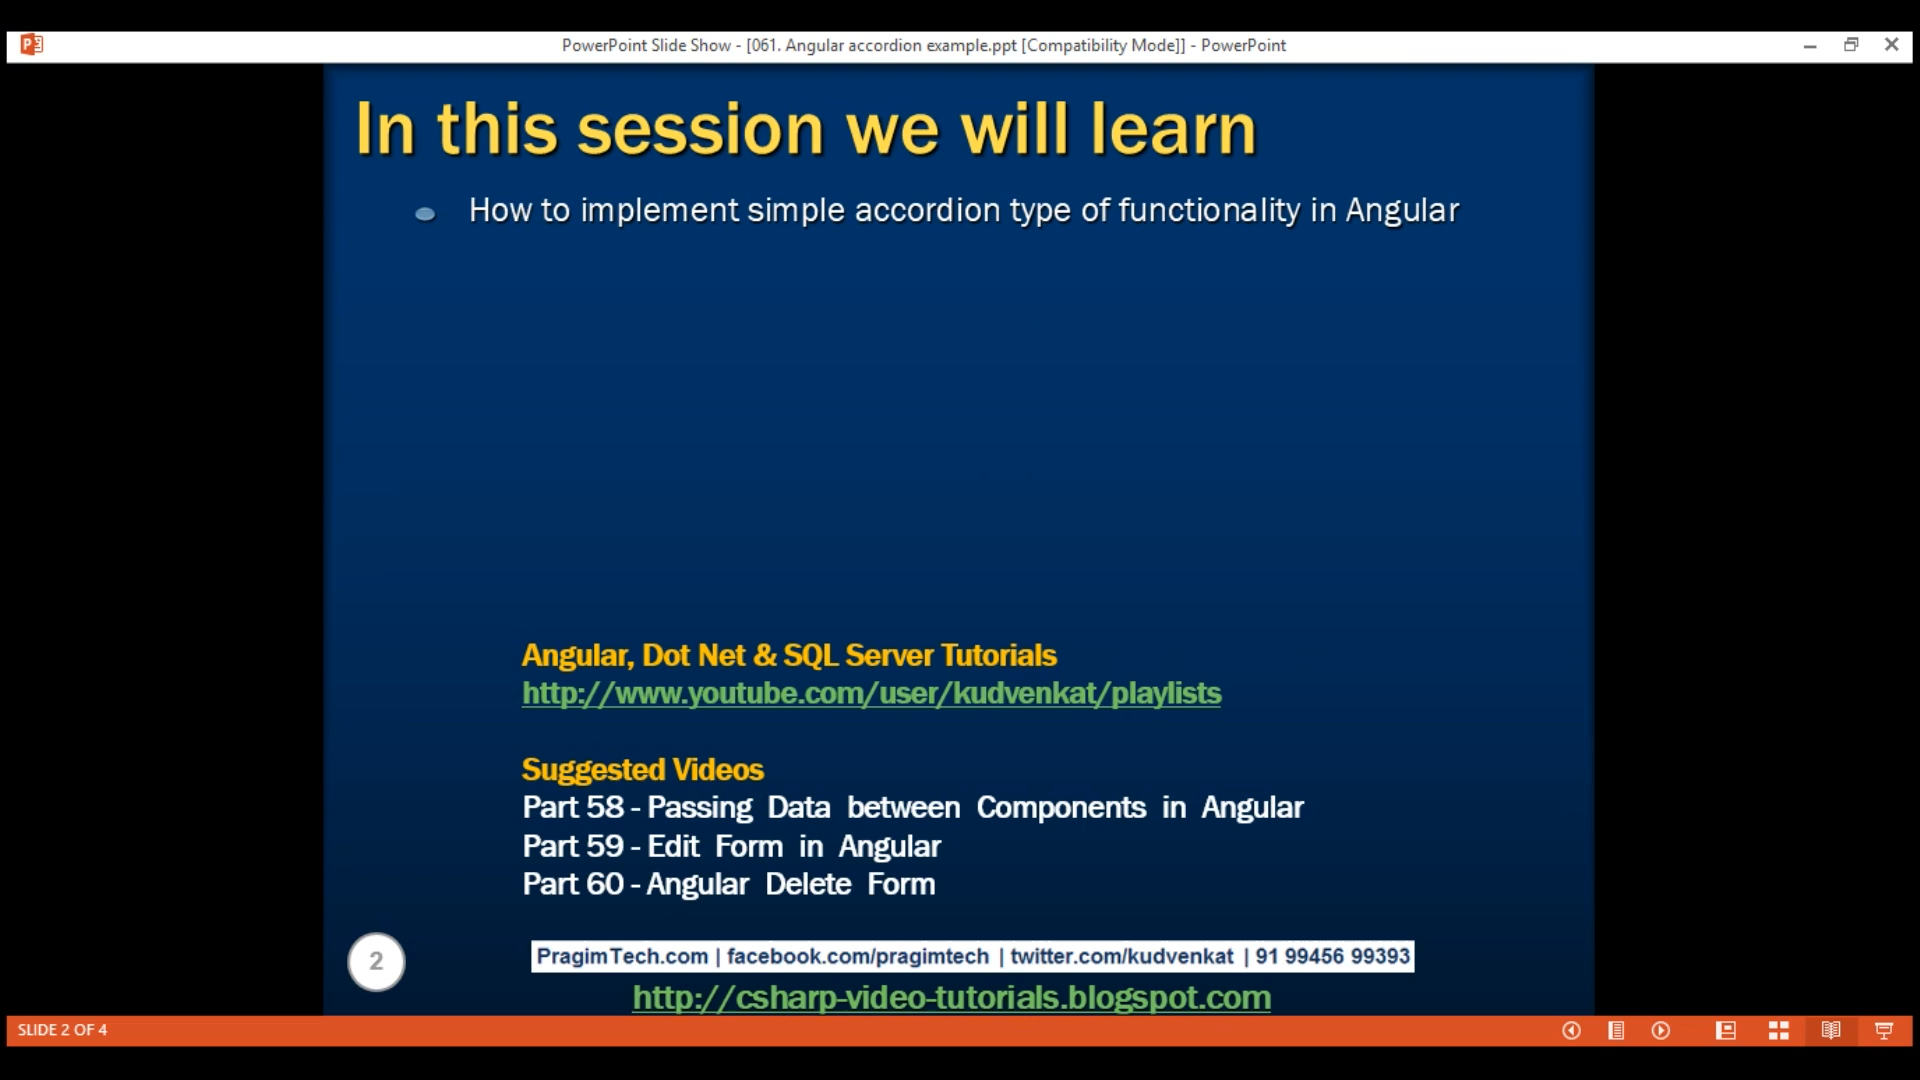 PowerPoint Slide Show - [061. Angular accordion example.ppt [Compatibility Mode]] - PowerPoint
In this session we will learn
How to implement simple accordion type of functionality in Angular
Angular, Dot Net & SQL Server Tutorials
http://www.youtube.com/user/kudvenkat/playlists
Suggested Videos
Part 58 - Passing Data between Components in Angular
Part 59 - Edit Form in Angular
Part 60 - Angular Delete Form
2
PragimTech.com | facebook.com/pragimtech | twitter.com/kudvenkat | 91 99456 99393
http://csharp-video-tutorials.blogspot.com
SLIDE 2 OF 4